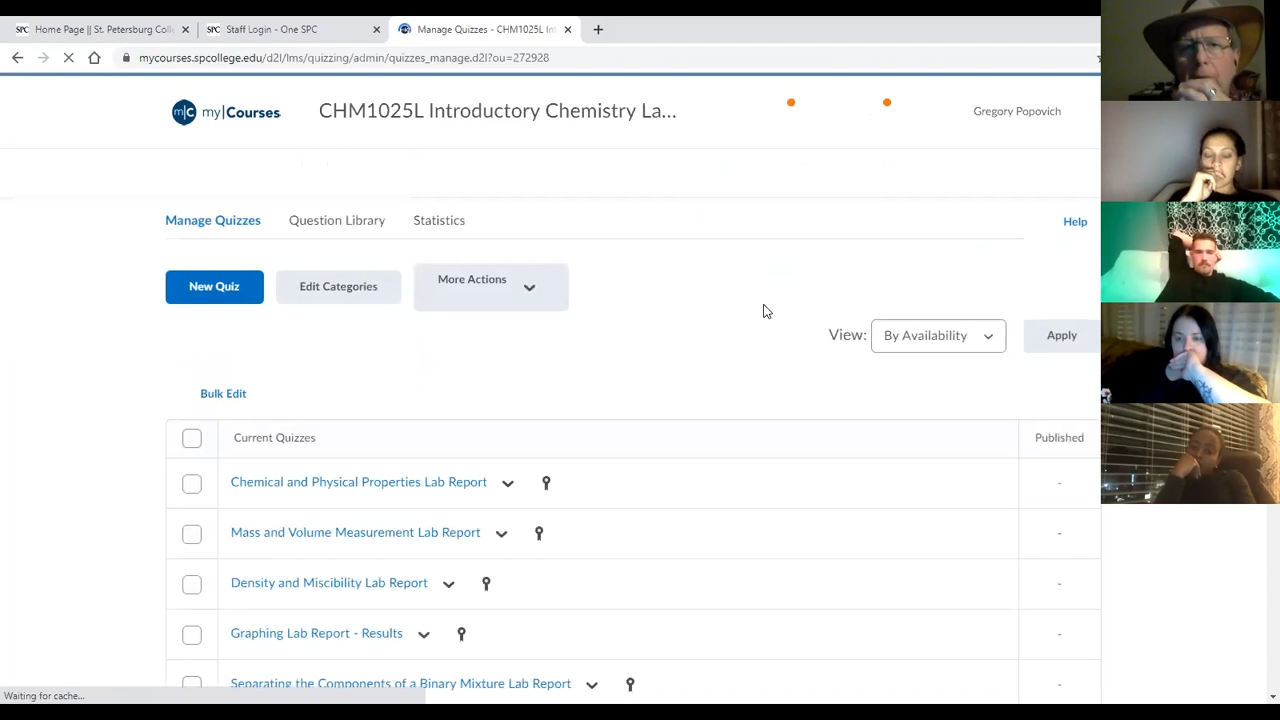 Home Page || St. Petersburg Coll
Staff Login - One SPC
Manage Quizzes - CHM1025L Int
mycourses.spcollege.edu/d2l/lms/quizzing/admin/quizzes_manage.d2l?ou=272928
m|C my|Courses
CHM1025L Introductory Chemistry La...
Gregory Popovich
Manage Quizzes
Question Library
Statistics
Help
New Quiz
Edit Categories
More Actions
View: By Availability
Apply
Bulk Edit
Current Quizzes
Published
Chemical and Physical Properties Lab Report
-
Mass and Volume Measurement Lab Report
-
Density and Miscibility Lab Report
-
Graphing Lab Report - Results
-
Separating the Components of a Binary Mixture Lab Report
-
Waiting for cache...